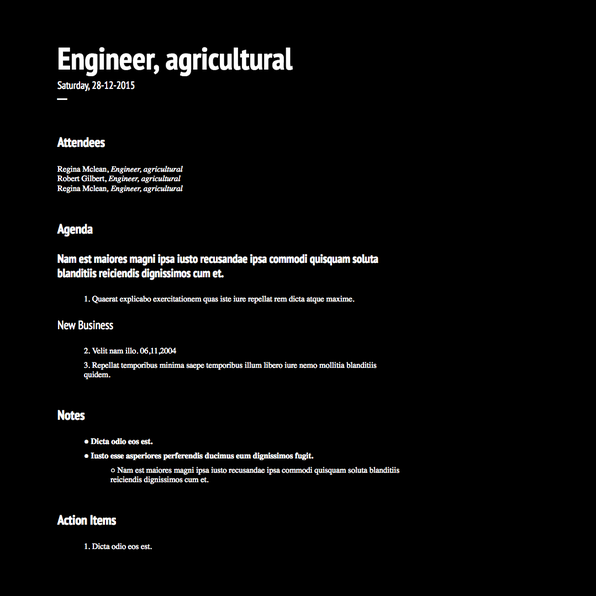 Engineer, agricultural
Saturday, 28-12-2015
Attendees
Regina Mclean, Engineer, agricultural
Robert Gilbert, Engineer, agricultural
Regina Mclean, Engineer, agricultural
Agenda
Nam est maiores magni ipsa iusto recusandae ipsa commodi quisquam soluta
blanditiis reiciendis dignissimos cum et.
1. Quaerat explicabo exercitationem quas iste iure repellat rem dicta atque maxime.
New Business
2. Velit nam illo. 06,11,2004
3. Repellat temporibus minima saepe temporibus illum libero iure nemo mollitia blanditiis
quidem.
Notes
● Dicta odio eos est.
● Iusto esse asperiores perferendis ducimus eum dignissimos fugit.
○ Nam est maiores magni ipsa iusto recusandae ipsa commodi quisquam soluta blanditiis
reiciendis dignissimos cum et.
Action Items
1. Dicta odio eos est.